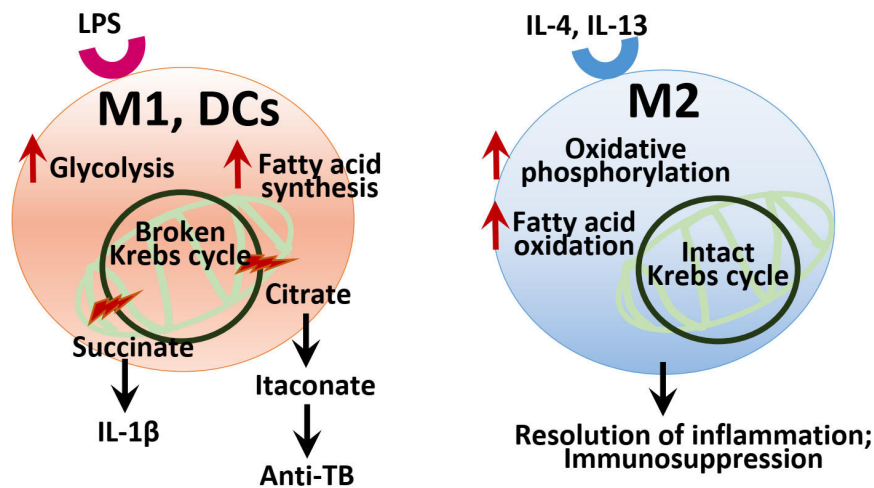 LPS
M1, DCs
Glycolysis
Fatty acid
synthesis
Broken
Krebs cycle
Citrate
Succinate
Itaconate
IL-1β
Anti-TB
IL-4, IL-13
M2
Oxidative
phosphorylation
Fatty acid
oxidation
Intact
Krebs cycle
Resolution of inflammation;
Immunosuppression